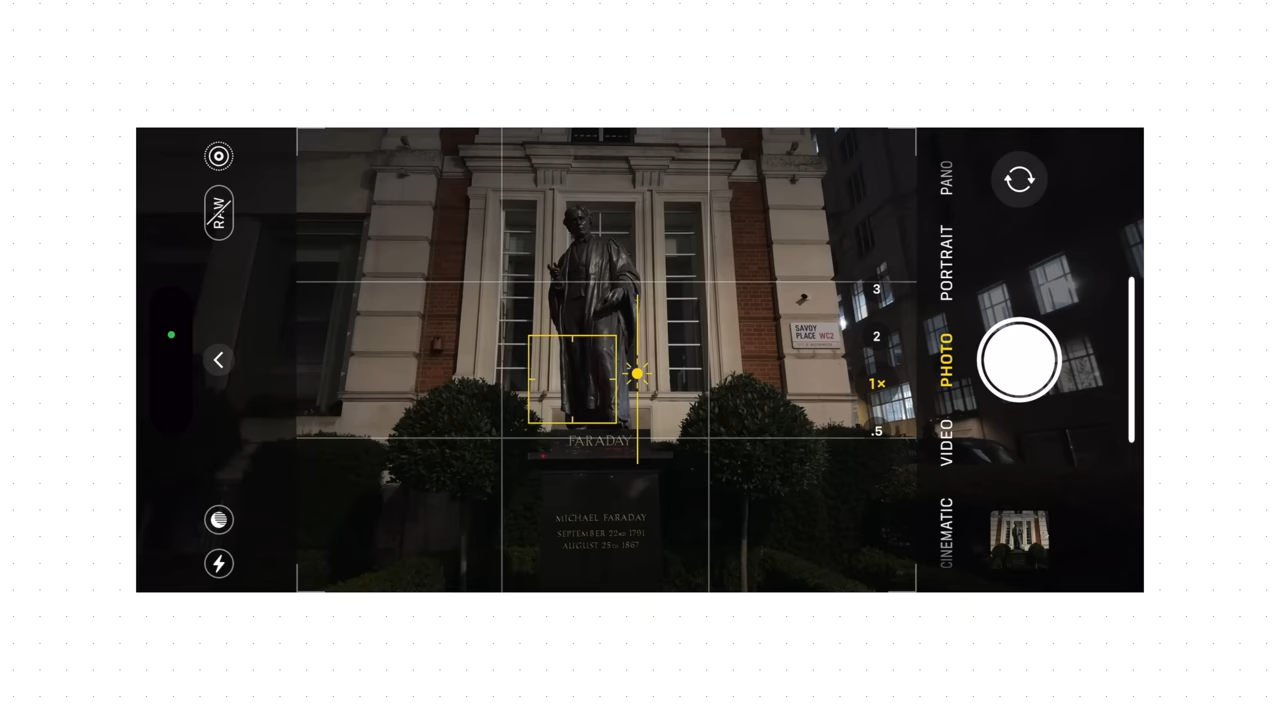 RAW
FARADAY
MICHAEL FARADAY
SEPTEMBER 22ND 1791
AUGUST 25TH 1867
SAVOY
PLACE WC2
3
2
1×
.5
PANO
PORTRAIT
PHOTO
VIDEO
CINEMATIC